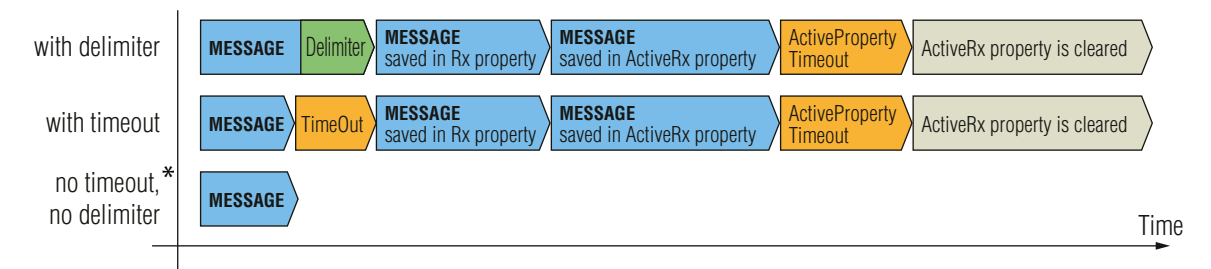 with delimiter
MESSAGE
Delimiter
MESSAGE
saved in Rx property
MESSAGE
saved in ActiveRx property
ActiveProperty
Timeout
ActiveRx property is cleared
with timeout
MESSAGE
TimeOut
MESSAGE
saved in Rx property
MESSAGE
saved in ActiveRx property
ActiveProperty
Timeout
ActiveRx property is cleared
no timeout,*
no delimiter
MESSAGE
Time